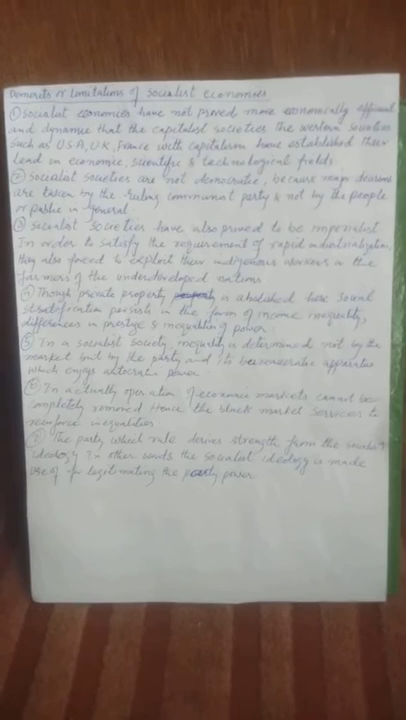 Demerits or Limitations of Socialist economies
① Socialist economies have not proved more economically efficient
and dynamic that the capitalist societies the western societies
such as U.S.A, U.K, France with capitalism have established their
lead in economic, scientific & technological fields.
② Socialist societies are not democratic, because major decisions
are taken by the ruling communist party & not by the people
or public in general
③ Socialist societies have also proved to be imperialist
In order to satisfy the requirement of rapid industrialization,
they also forced to exploit their indigenous workers or the
farmers of the underdeveloped nations
④ Though private property is abolished here social
stratification persists in the form of income inequality,
differences in prestige & inequalities of power.
⑤ In a socialist society, inequality is determined not by the
market but by the party and its bureaucratic apparatus
which enjoys autocratic power.
⑥ In actually operation of economic markets cannot be
completely removed Hence the black market services to
reinforce inequalities
⑦ The party which rule derives strength from the socialist
ideology In other words the socialist ideology is made
use of for legitimating the party power